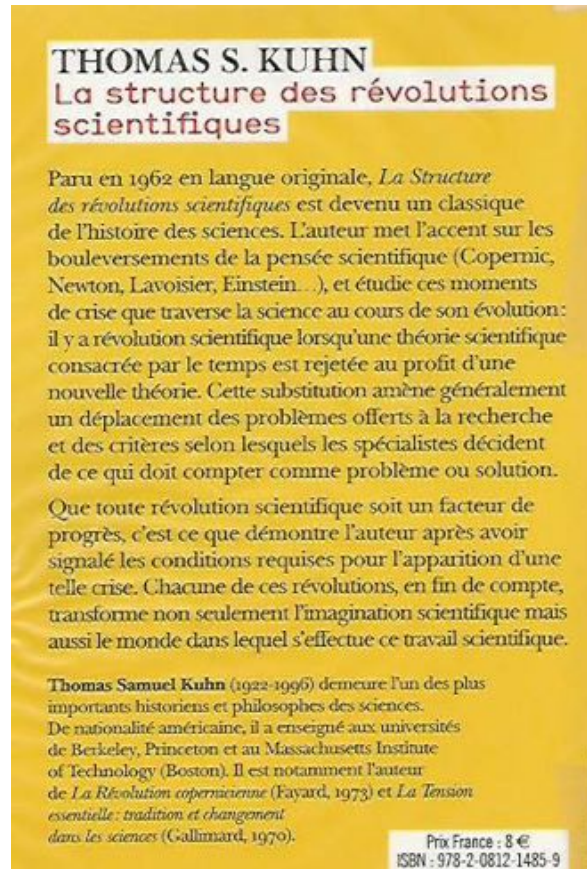 THOMAS S. KUHN
La structure des révolutions
scientifiques
Paru en 1962 en langue originale, La Structure
des révolutions scientifiques est devenu un classique
de l'histoire des sciences. L'auteur met l'accent sur les
bouleversements de la pensée scientifique (Copernic,
Newton, Lavoisier, Einstein…), et étudie ces moments
de crise que traverse la science au cours de son évolution :
il y a révolution scientifique lorsqu'une théorie scientifique
consacrée par le temps est rejetée au profit d'une
nouvelle théorie. Cette substitution amène généralement
un déplacement des problèmes offerts à la recherche
et des critères selon lesquels les spécialistes décident
de ce qui doit compter comme problème ou solution.
Que toute révolution scientifique soit un facteur de
progrès, c'est ce que démontre l'auteur après avoir
signalé les conditions requises pour l'apparition d'une
telle crise. Chacune de ces révolutions, en fin de compte,
transforme non seulement l'imagination scientifique mais
aussi le monde dans lequel s'effectue ce travail scientifique.
Thomas Samuel Kuhn (1922-1996) demeure l'un des plus
importants historiens et philosophes des sciences.
De nationalité américaine, il a enseigné aux universités
de Berkeley, Princeton et au Massachusetts Institute
of Technology (Boston). Il est notamment l'auteur
de La Révolution copernicienne (Fayard, 1973) et La Tension
essentielle : tradition et changement
dans les sciences (Gallimard, 1970).
Prix France : 8 €
ISBN : 978-2-0812-1485-9